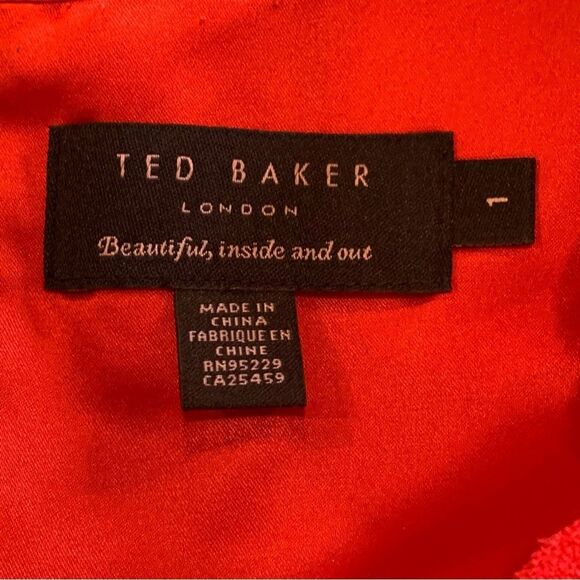 TED BAKER
LONDON
Beautiful, inside and out
1
MADE IN
CHINA
FABRIQUE EN
CHINE
RN95229
CA25459